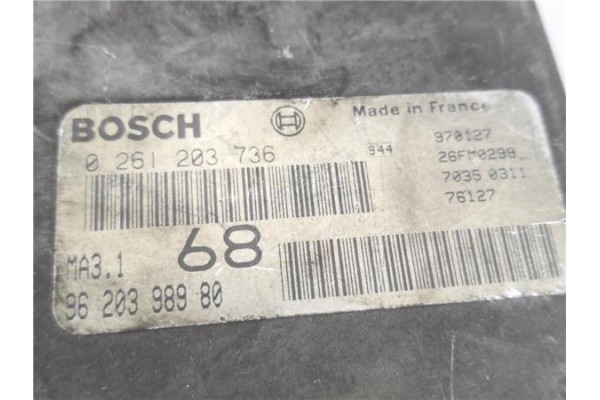 BOSCH
Made in France
0 261 203 736
944
970127
26FM0299
7035 0311
76127
68
MA3.1
96 203 989 80